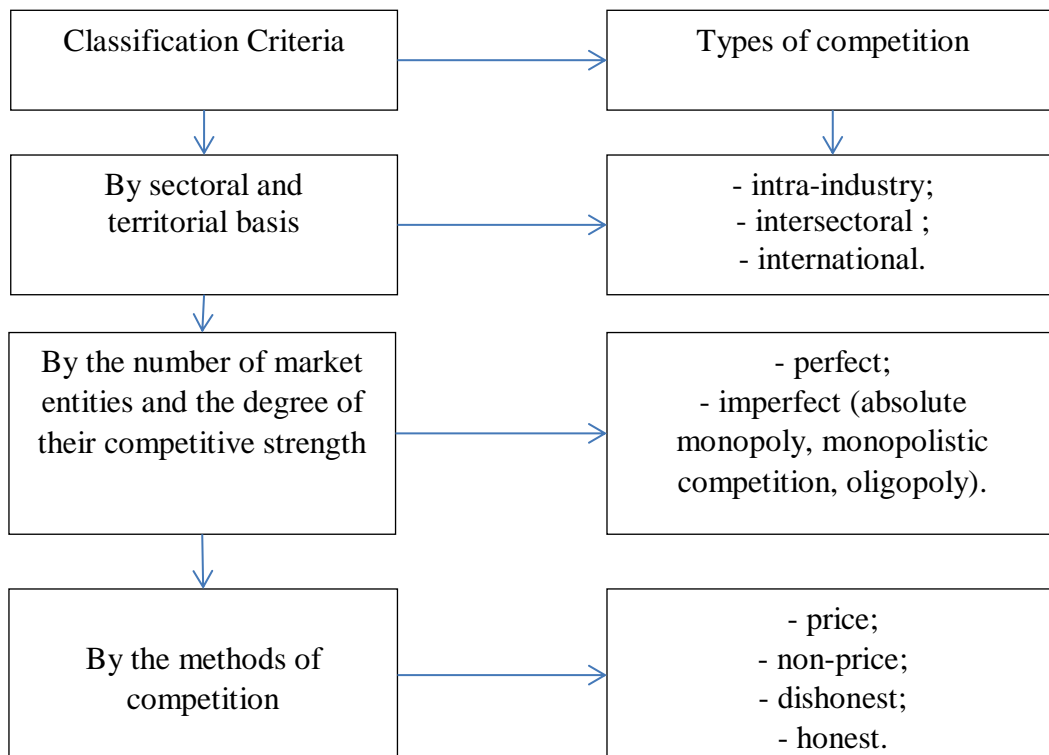 Classification Criteria
Types of competition
By sectoral and
territorial basis
- intra-industry;
- intersectoral ;
- international.
By the number of market
entities and the degree of
their competitive strength
- perfect;
- imperfect (absolute
monopoly, monopolistic
competition, oligopoly).
By the methods of
competition
- price;
- non-price;
- dishonest;
- honest.